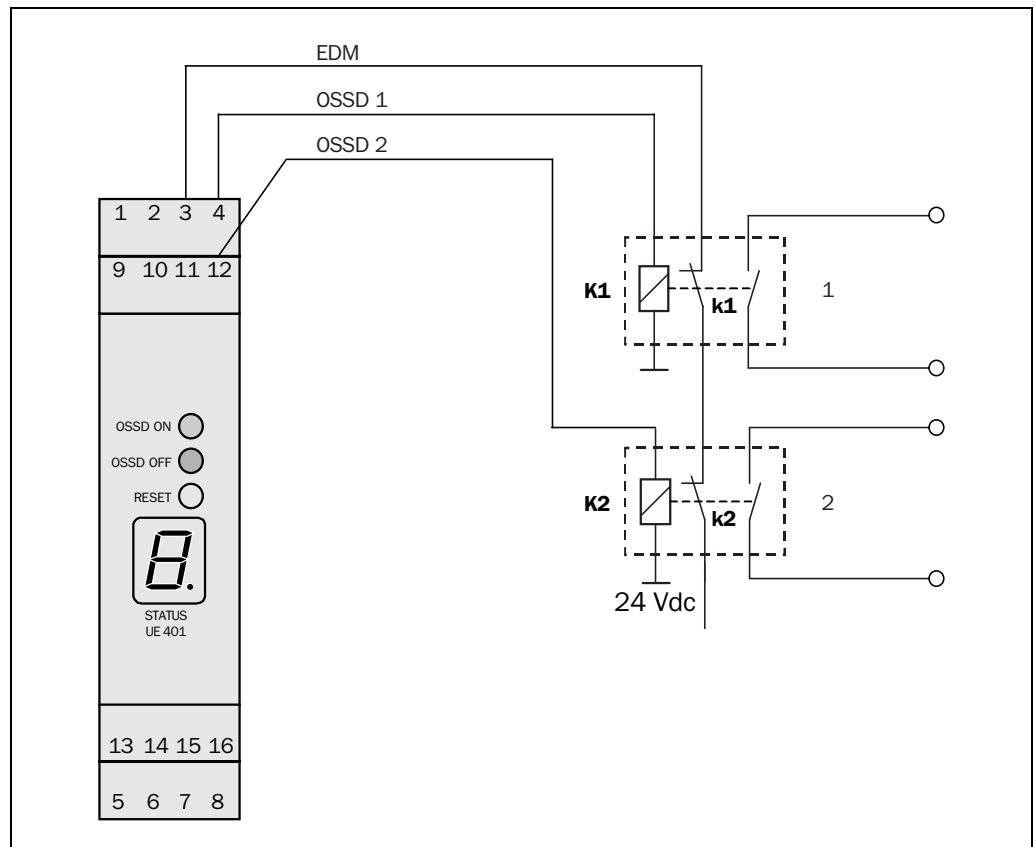 EDM
OSSD 1
OSSD 2
1 2 3 4
9 10 11 12
K1 k1 1
OSSD ON
OSSD OFF
RESET
K2 k2 2
8.
24 Vdc
STATUS
UE 401
13 14 15 16
5 6 7 8